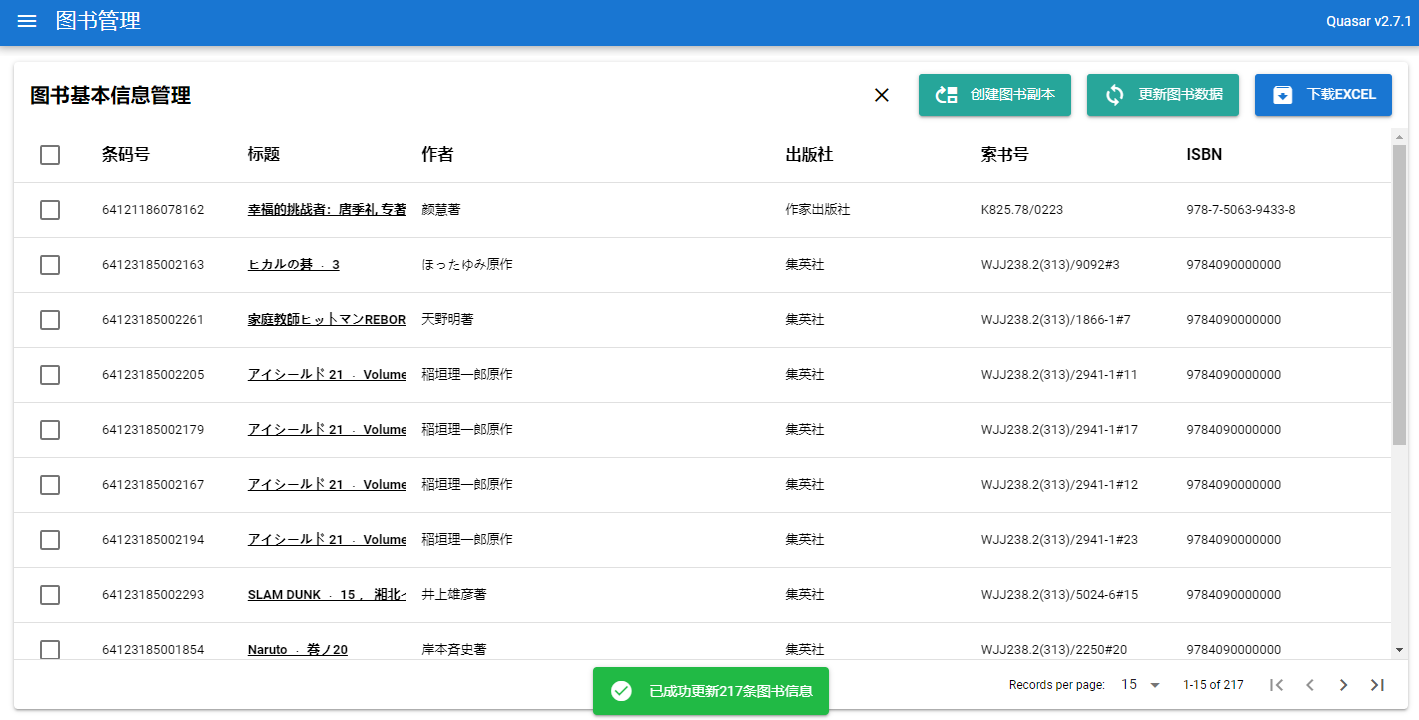 图书管理
Quasar v2.7.1
图书基本信息管理
创建图书副本
更新图书数据
下载EXCEL
条码号 标题 作者 出版社 索书号 ISBN
64121186078162 幸福的挑战者：唐季礼 专著 颜慧著 作家出版社 K825.78/0223 978-7-5063-9433-8
64123185002163 ヒカルの碁 ． 3 ほったゆみ原作 集英社 WJJ238.2(313)/9092#3 9784090000000
64123185002261 家庭教師ヒットマンREBOR 天野明著 集英社 WJJ238.2(313)/1866-1#7 9784090000000
64123185002205 アイシールド 21 ． Volume 稲垣理一郎原作 集英社 WJJ238.2(313)/2941-1#11 9784090000000
64123185002179 アイシールド 21 ． Volume 稲垣理一郎原作 集英社 WJJ238.2(313)/2941-1#17 9784090000000
64123185002167 アイシールド 21 ． Volume 稲垣理一郎原作 集英社 WJJ238.2(313)/2941-1#12 9784090000000
64123185002194 アイシールド 21 ． Volume 稲垣理一郎原作 集英社 WJJ238.2(313)/2941-1#23 9784090000000
64123185002293 SLAM DUNK ． 15 ， 湘北 井上雄彦著 集英社 WJJ238.2(313)/5024-6#15 9784090000000
64123185001854 Naruto ． 巻ノ20 岸本斉史著 集英社 WJJ238.2(313)/2250#20 9784090000000
已成功更新217条图书信息
Records per page: 15 1-15 of 217